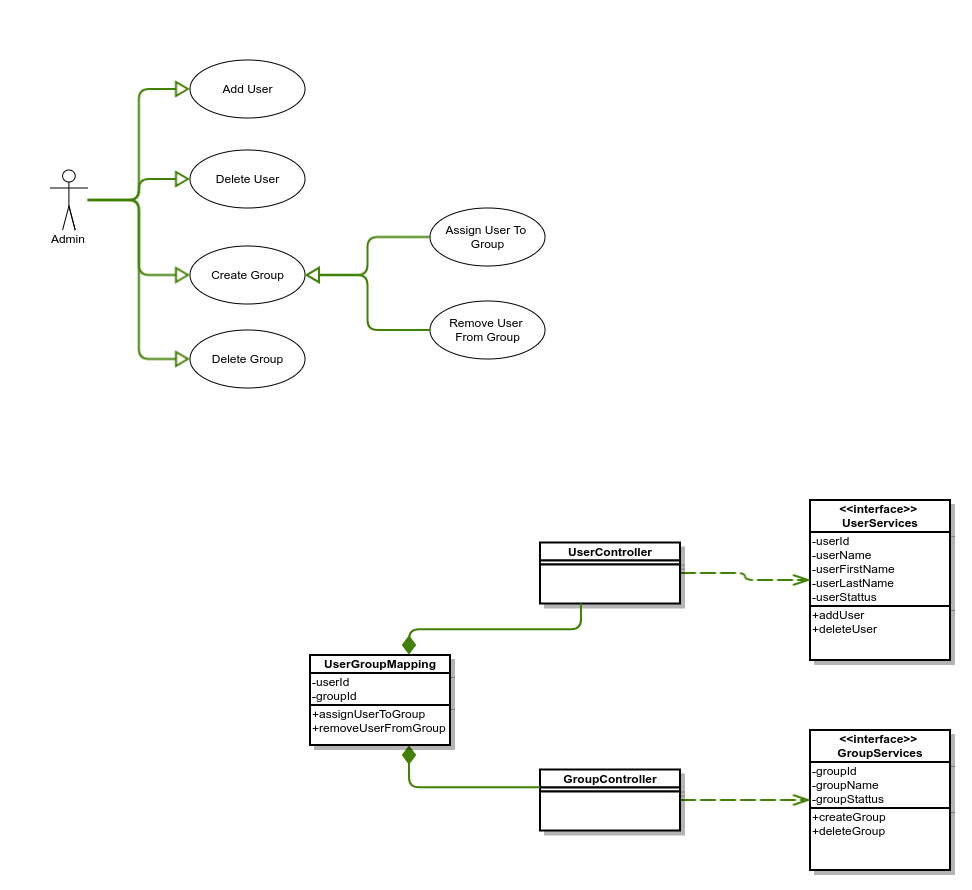 Add User
Delete User
Admin
Create Group
Delete Group
Assign User To
Group
Remove User
From Group
<<interface>>
UserServices
-userId
-userName
-userFirstName
-userLastName
-userStattus
+addUser
+deleteUser
UserController
UserGroupMapping
-userId
-groupId
+assignUserToGroup
+removeUserFromGroup
GroupController
<<interface>>
GroupServices
-groupId
-groupName
-groupStattus
+createGroup
+deleteGroup